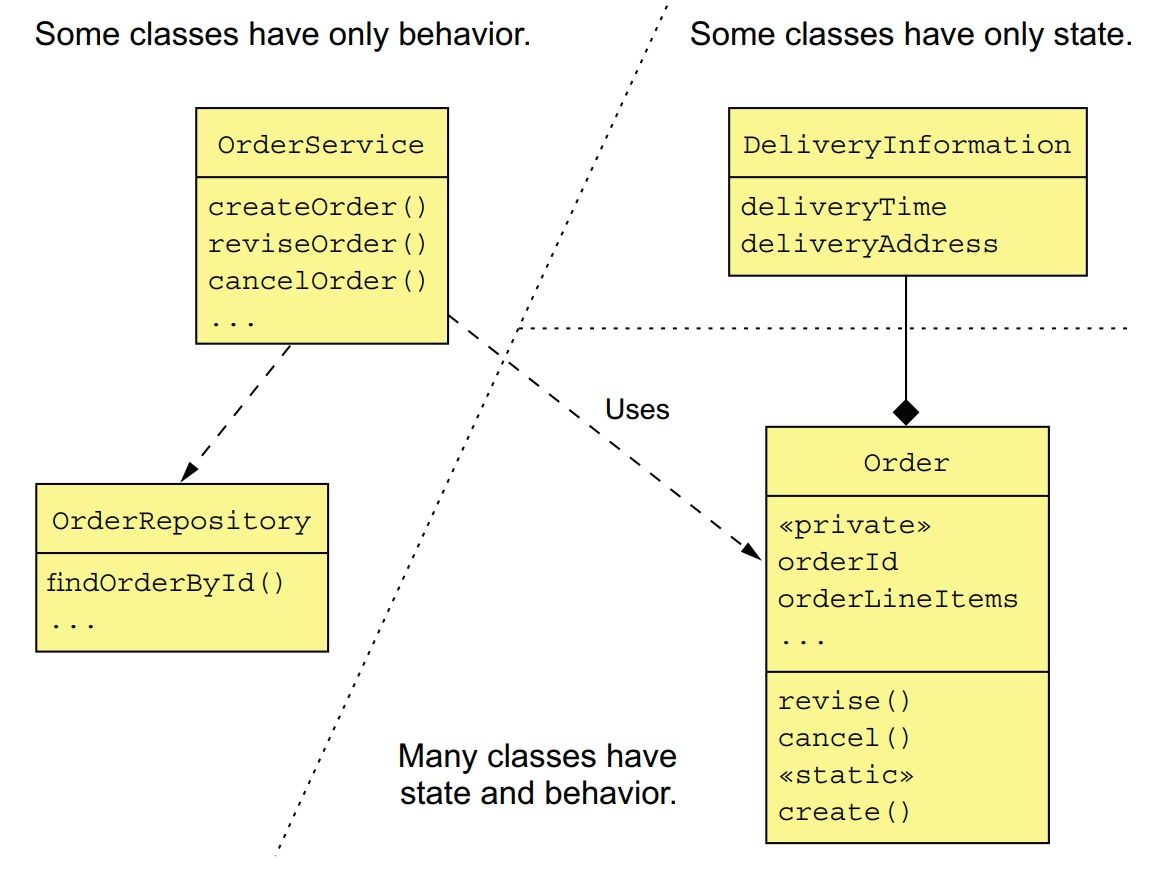 Some classes have only behavior.
Some classes have only state.
OrderService
createOrder()
reviseOrder()
cancelOrder()
...
DeliveryInformation
deliveryTime
deliveryAddress
Uses
OrderRepository
findOrderById()
...
Order
«private»
orderId
orderLineItems
...
revise()
cancel()
«static»
create()
Many classes have
state and behavior.